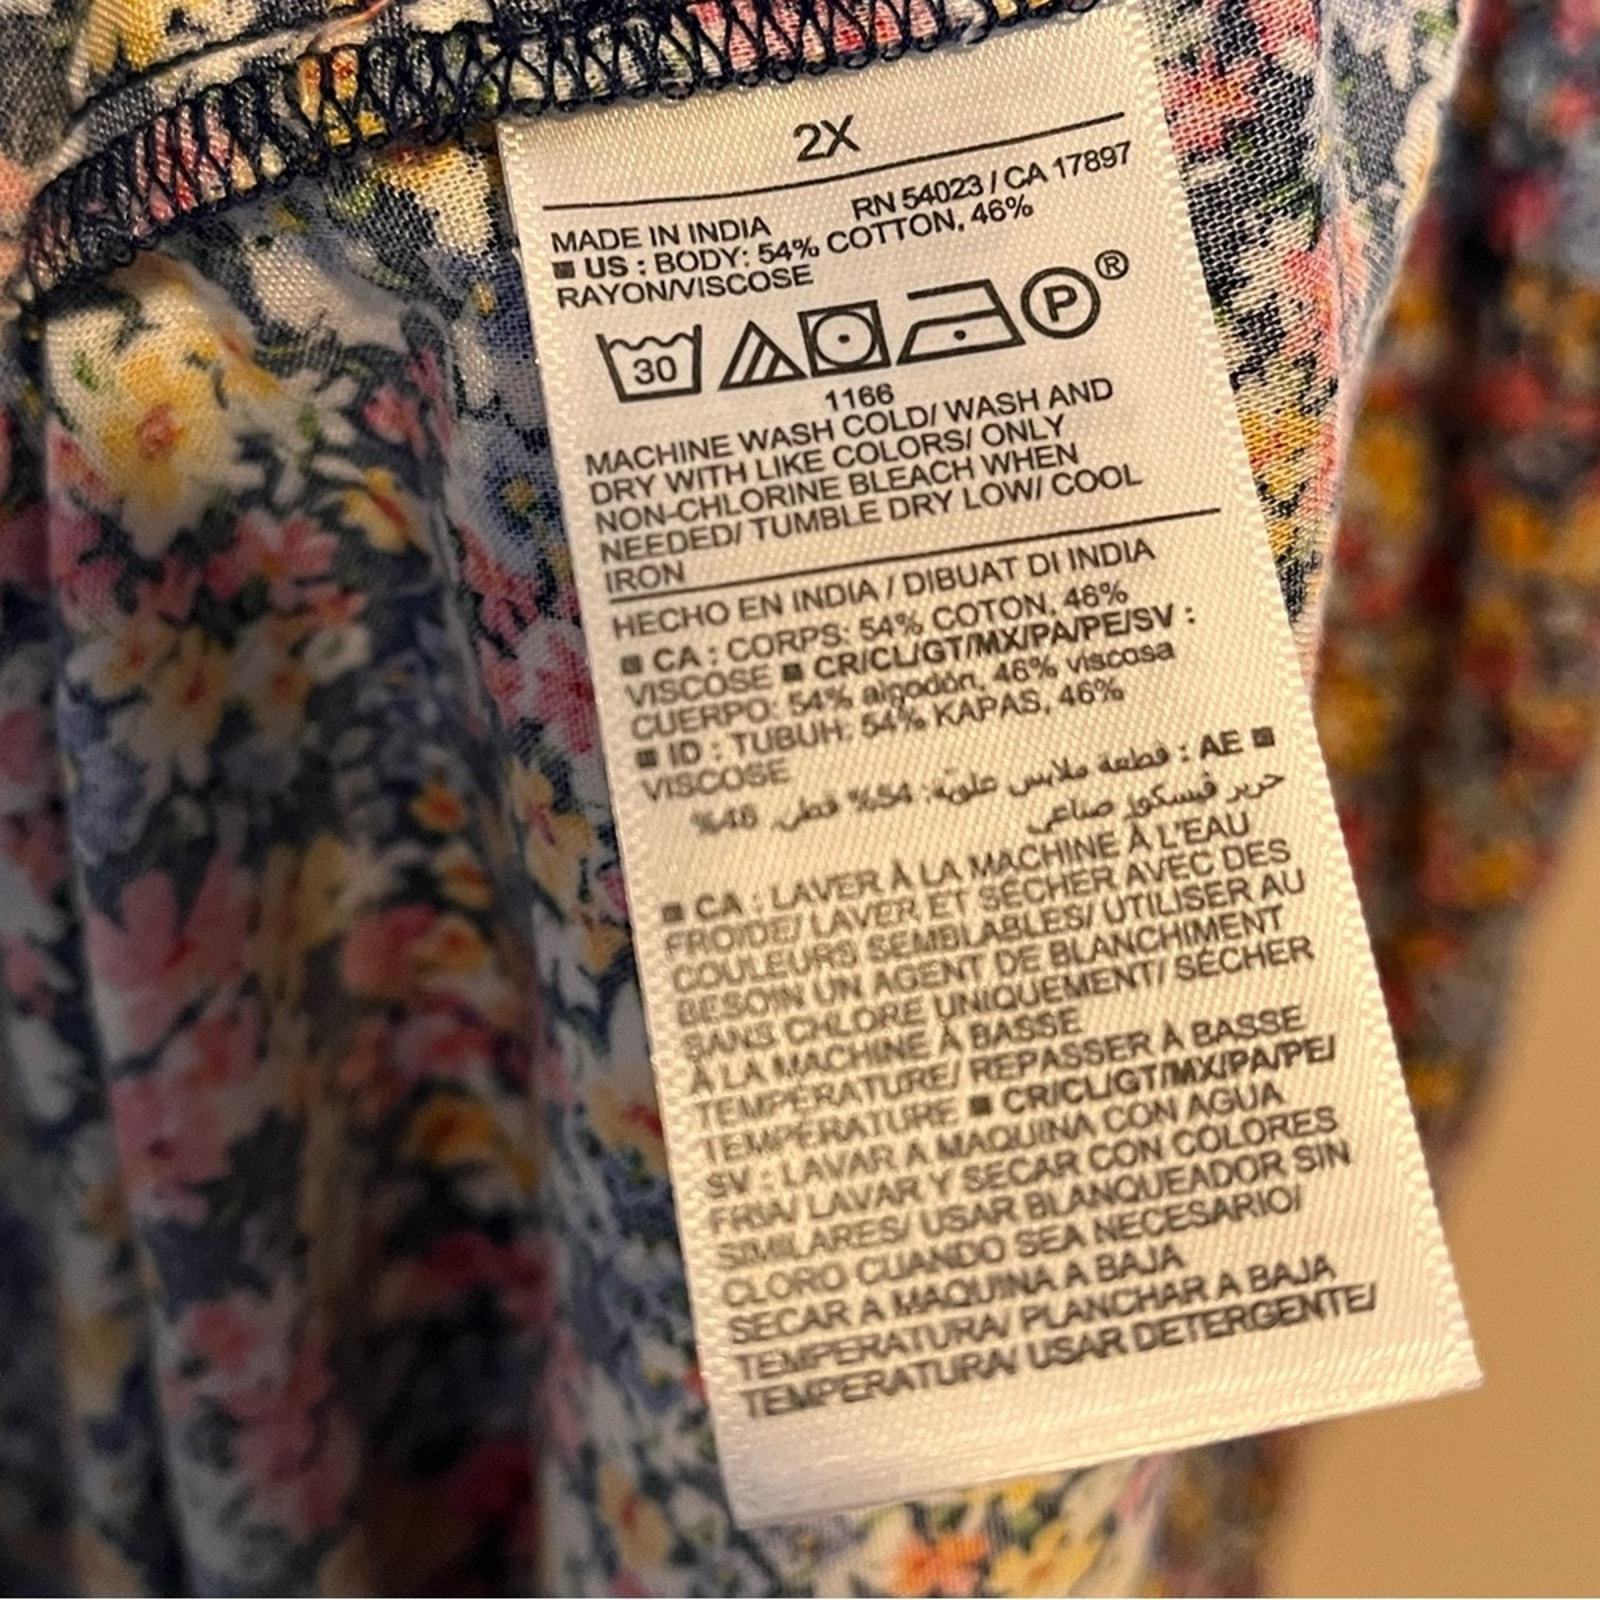 2X
RN 54023 / CA 17897
MADE IN INDIA
■ US : BODY: 54% COTTON, 46%
RAYON/VISCOSE
30 P ®
1166
MACHINE WASH COLD/ WASH AND
DRY WITH LIKE COLORS/ ONLY
NON-CHLORINE BLEACH WHEN
NEEDED/ TUMBLE DRY LOW/ COOL
IRON
HECHO EN INDIA / DIBUAT DI INDIA
■ CA : CORPS: 54% COTON, 46%
VISCOSE ■ CR/CL/GT/MX/PA/PE/SV :
CUERPO: 54% algodón, 46% viscosa
■ ID : TUBUH: 54% KAPAS, 46%
VISCOSE
■ AE : قطعة ملابس علويّة: 54% قطن, 46%
حرير فيسكوز صناعي
■ CA : LAVER À LA MACHINE À L'EAU
FROIDE/ LAVER ET SÉCHER AVEC DES
COULEURS SEMBLABLES/ UTILISER AU
BESOIN UN AGENT DE BLANCHIMENT
SANS CHLORE UNIQUEMENT/ SÉCHER
À LA MACHINE À BASSE
TEMPÉRATURE/ REPASSER À BASSE
TEMPÉRATURE ■ CR/CL/GT/MX/PA/PE/
SV : LAVAR A MAQUINA CON AGUA
FRIA/ LAVAR Y SECAR CON COLORES
SIMILARES/ USAR BLANQUEADOR SIN
CLORO CUANDO SEA NECESARIO/
SECAR A MAQUINA A BAJA
TEMPERATURA/ PLANCHAR A BAJA
TEMPERATURA/ USAR DETERGENTE/